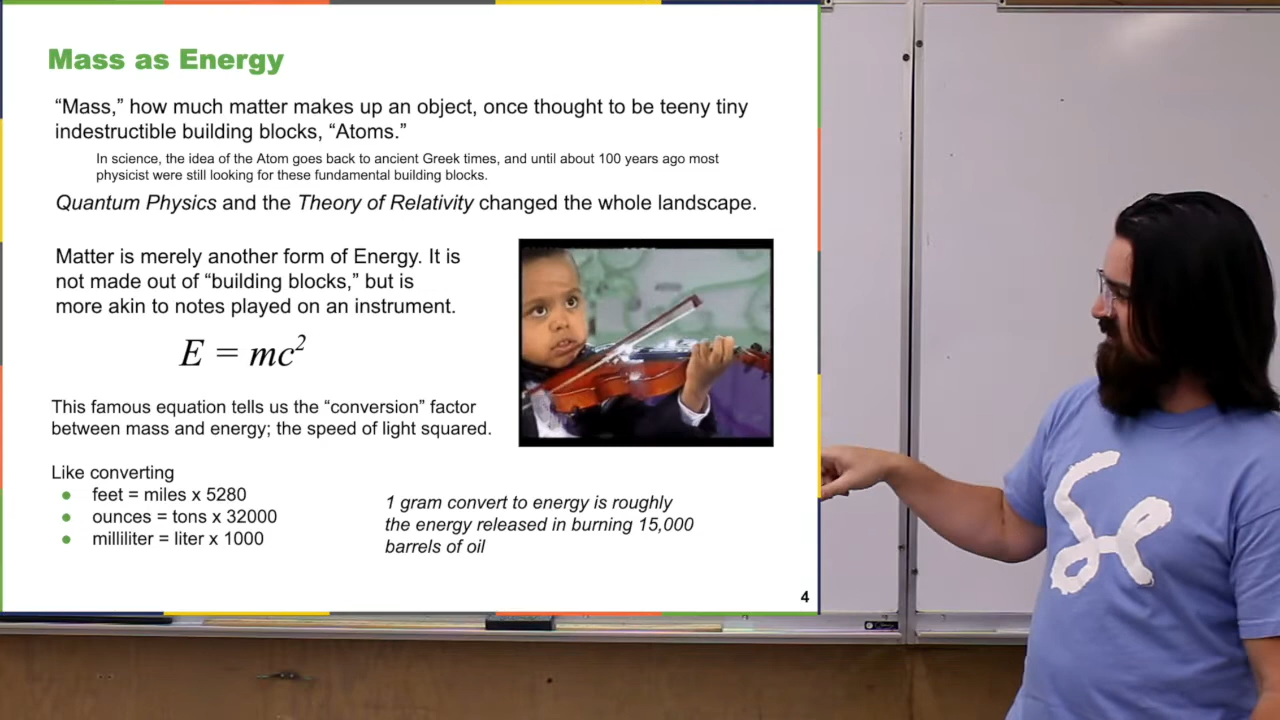 Mass as Energy
“Mass,” how much matter makes up an object, once thought to be teeny tiny
indestructible building blocks, “Atoms.”
In science, the idea of the Atom goes back to ancient Greek times, and until about 100 years ago most
physicist were still looking for these fundamental building blocks.
Quantum Physics and the Theory of Relativity changed the whole landscape.
Matter is merely another form of Energy. It is
not made out of “building blocks,” but is
more akin to notes played on an instrument.
E = mc²
This famous equation tells us the “conversion” factor
between mass and energy; the speed of light squared.
Like converting
● feet = miles x 5280
● ounces = tons x 32000
● milliliter = liter x 1000
1 gram convert to energy is roughly
the energy released in burning 15,000
barrels of oil
4
Se